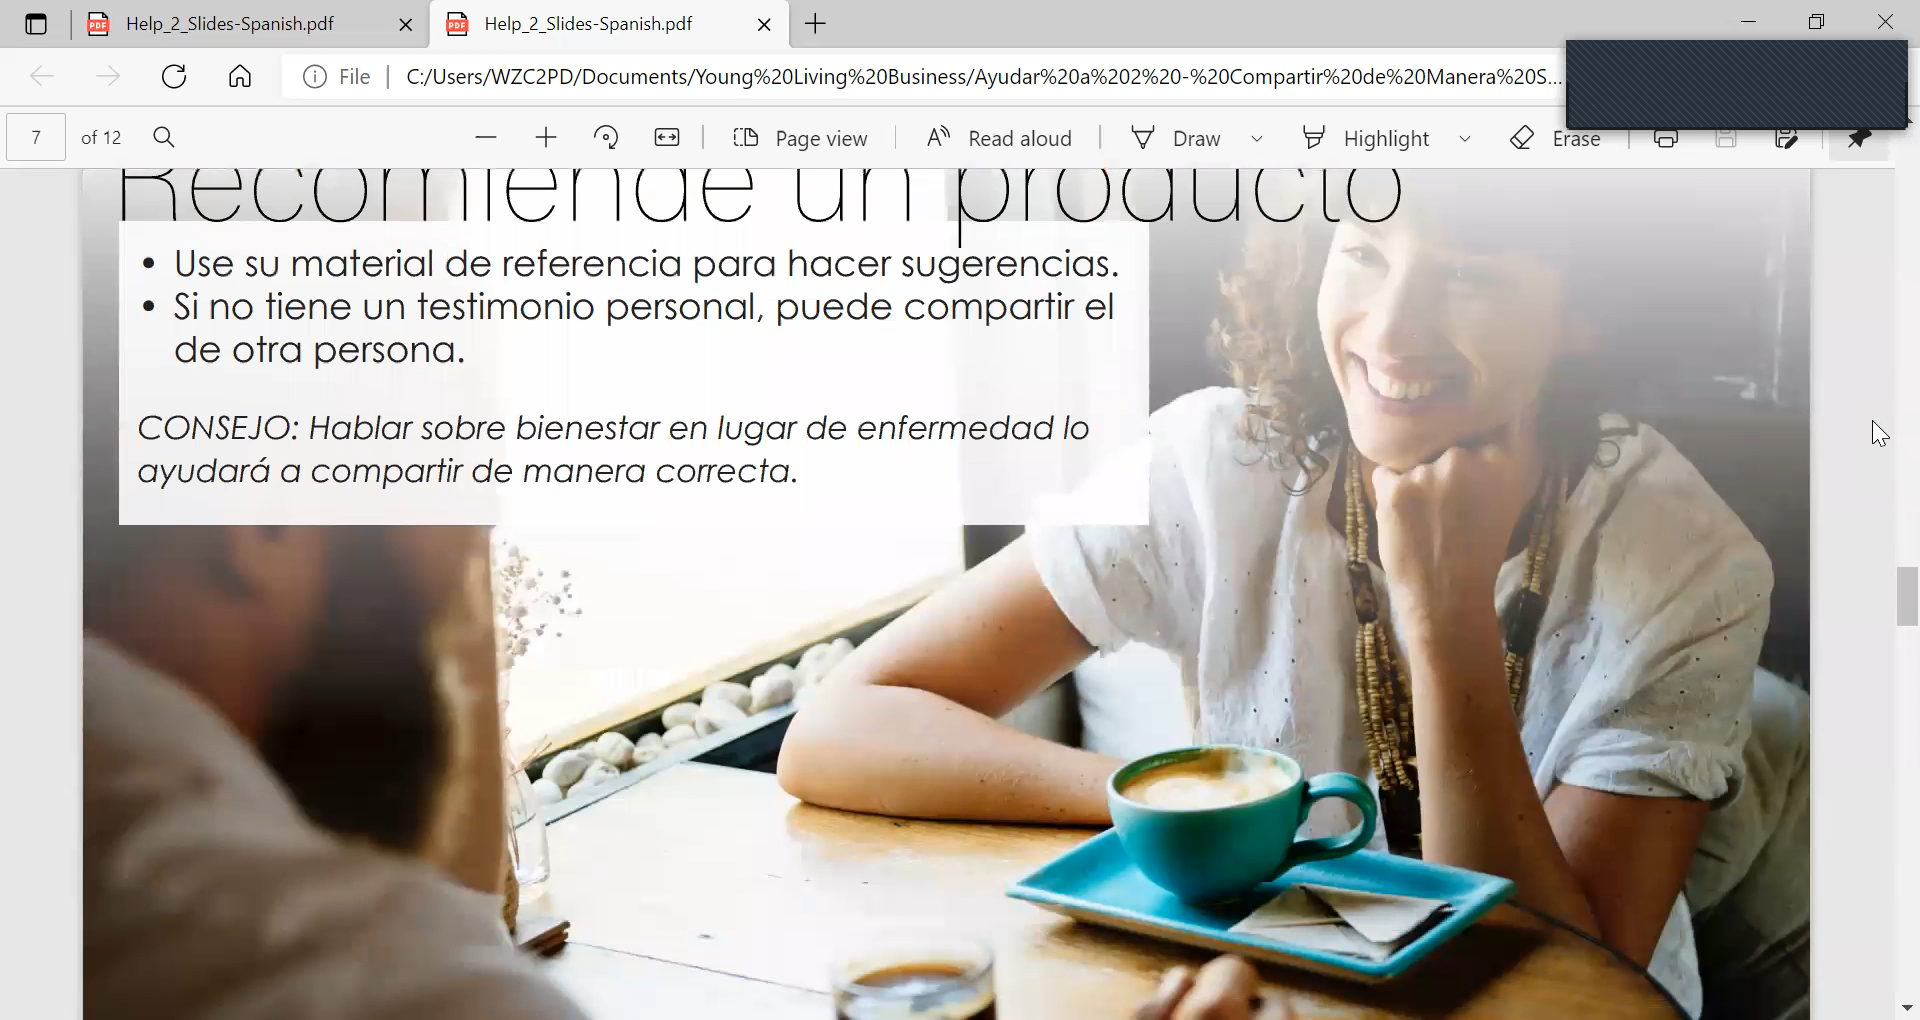 Help_2_Slides-Spanish.pdf
Help_2_Slides-Spanish.pdf
File
C:/Users/WZC2PD/Documents/Young%20Living%20Business/Ayudar%20a%202%20-%20Compartir%20de%20Manera%20S...
7 of 12
Page view
Read aloud
Draw
Highlight
Erase
Recomiende un producto
• Use su material de referencia para hacer sugerencias.
• Si no tiene un testimonio personal, puede compartir el
de otra persona.
CONSEJO: Hablar sobre bienestar en lugar de enfermedad lo
ayudará a compartir de manera correcta.